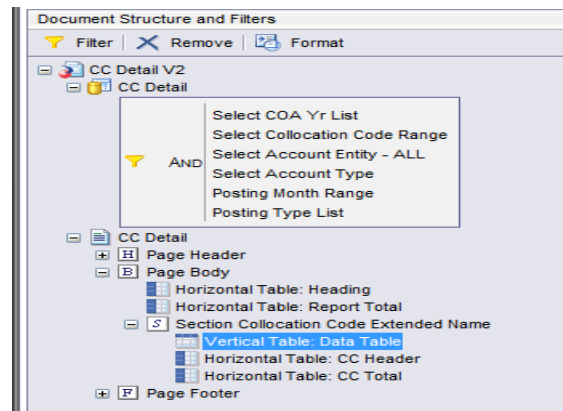 Document Structure and Filters
Filter | Remove | Format
CC Detail V2
CC Detail
AND
Select COA Yr List
Select Collocation Code Range
Select Account Entity - ALL
Select Account Type
Posting Month Range
Posting Type List
CC Detail
H Page Header
B Page Body
Horizontal Table: Heading
Horizontal Table: Report Total
S Section Collocation Code Extended Name
Vertical Table: Data Table
Horizontal Table: CC Header
Horizontal Table: CC Total
F Page Footer